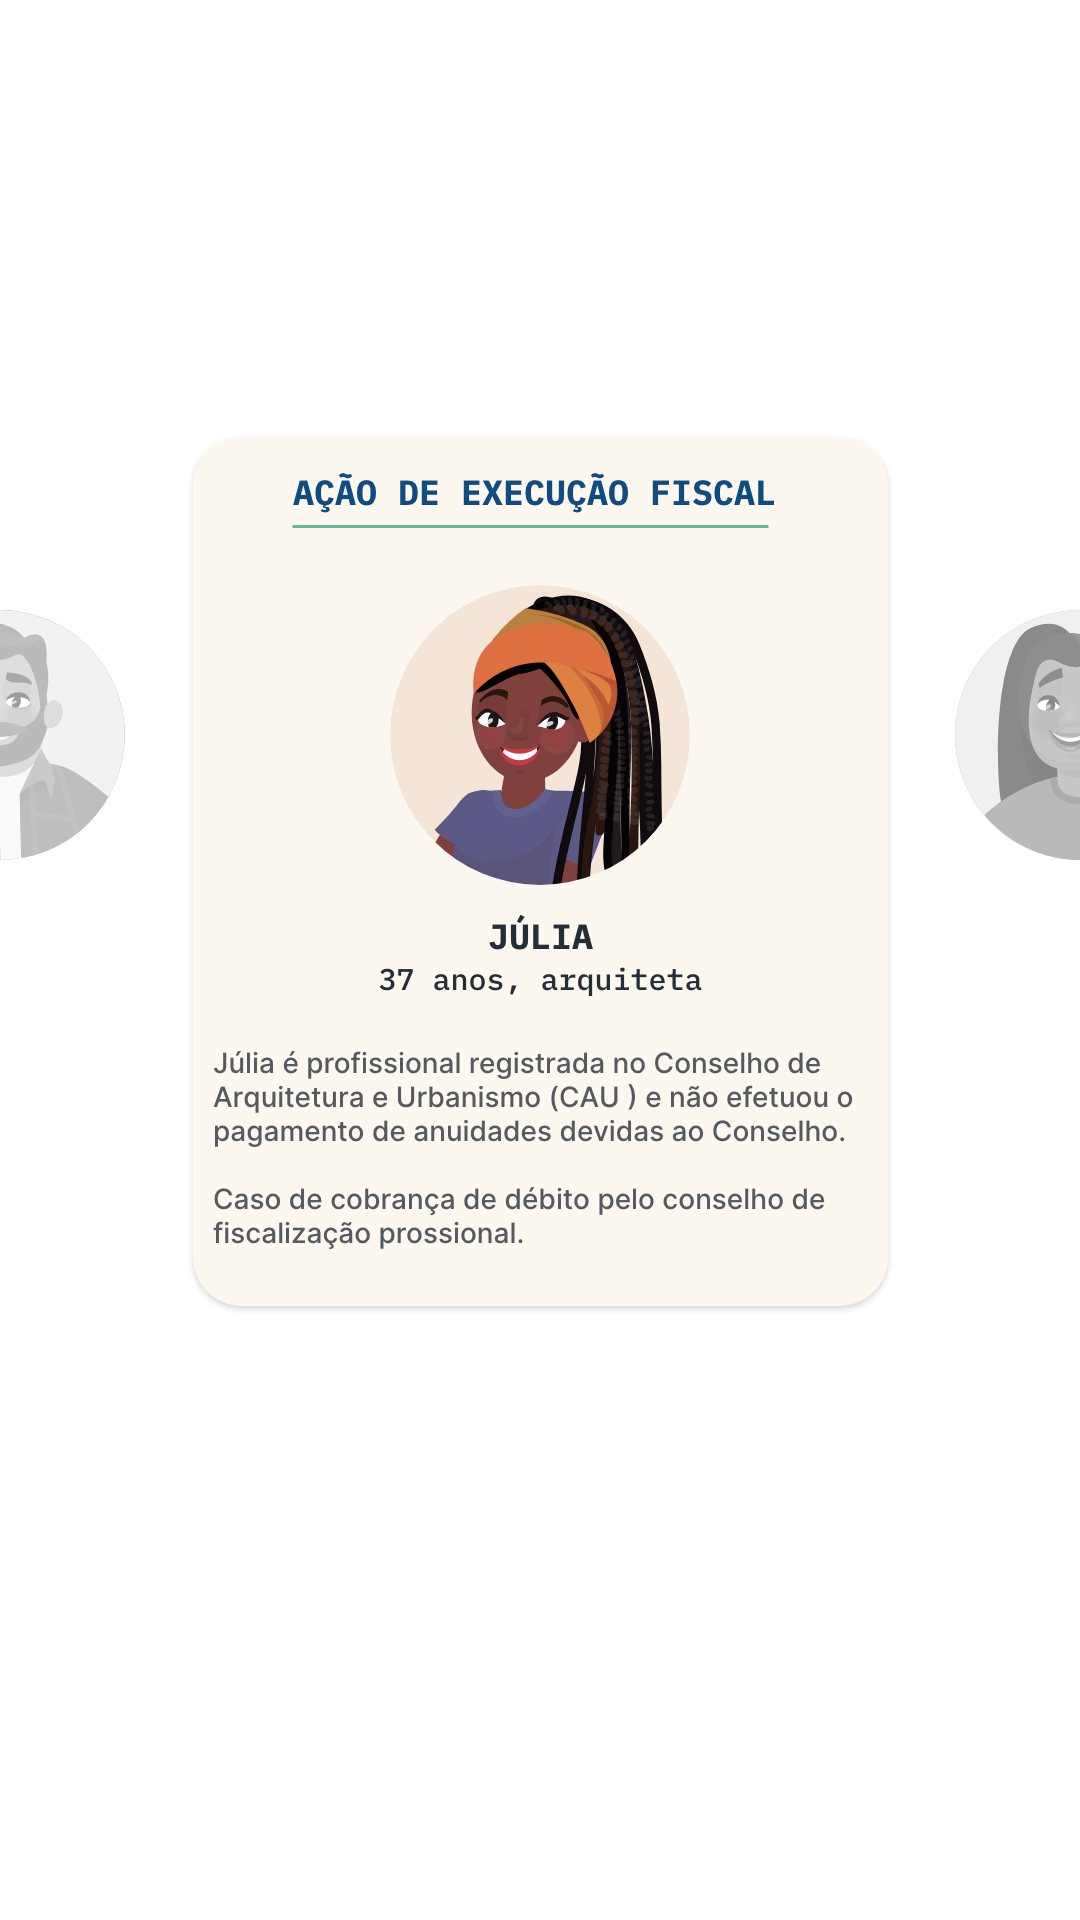 AÇÃO DE EXECUÇÃO FISCAL
JÚLIA
37 anos, arquiteta
Júlia é profissional registrada no Conselho de
Arquitetura e Urbanismo (CAU ) e não efetuou o
pagamento de anuidades devidas ao Conselho.
Caso de cobrança de débito pelo conselho de
fiscalização prossional.